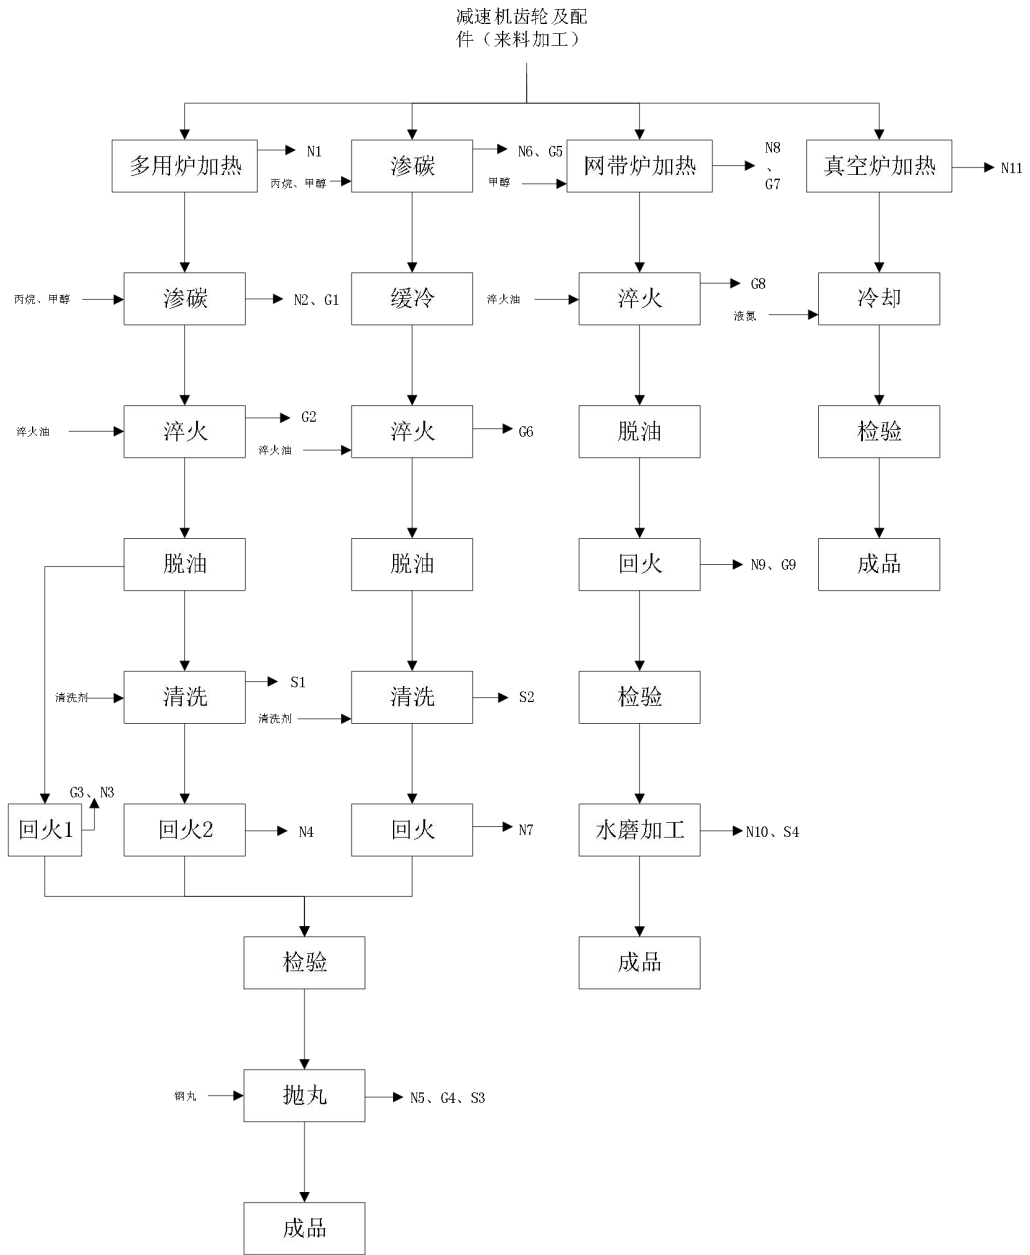 减速机齿轮及配
件（来料加工）
多用炉加热
N1
渗碳
N6、G5
丙烷、甲醇
网带炉加热
甲醇
N8
、
G7
真空炉加热
N11
丙烷、甲醇
渗碳
N2、G1
缓冷
淬火油
淬火
G8
液氮
冷却
淬火油
淬火
G2
淬火油
淬火
G6
脱油
检验
脱油
脱油
回火
N9、G9
成品
清洗剂
清洗
S1
清洗剂
清洗
S2
检验
回火1
G3、N3
回火2
N4
回火
N7
水磨加工
N10、S4
检验
成品
钢丸
抛丸
N5、G4、S3
成品